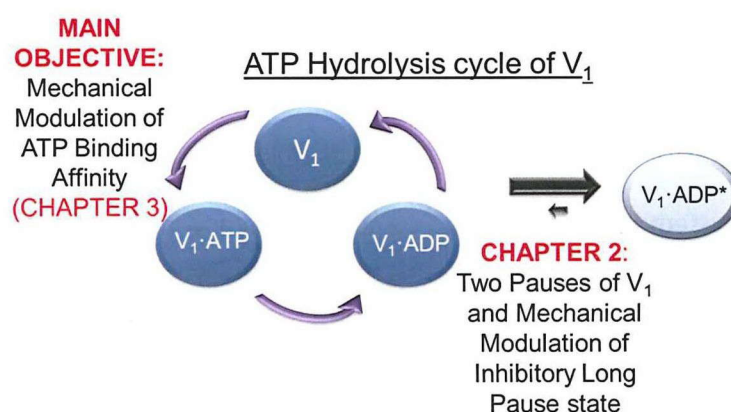 MAIN
OBJECTIVE:
Mechanical
Modulation of
ATP Binding
Affinity
(CHAPTER 3)
ATP Hydrolysis cycle of V₁
V₁
V₁·ATP
V₁·ADP
V₁·ADP*
CHAPTER 2:
Two Pauses of V₁
and Mechanical
Modulation of
Inhibitory Long
Pause state